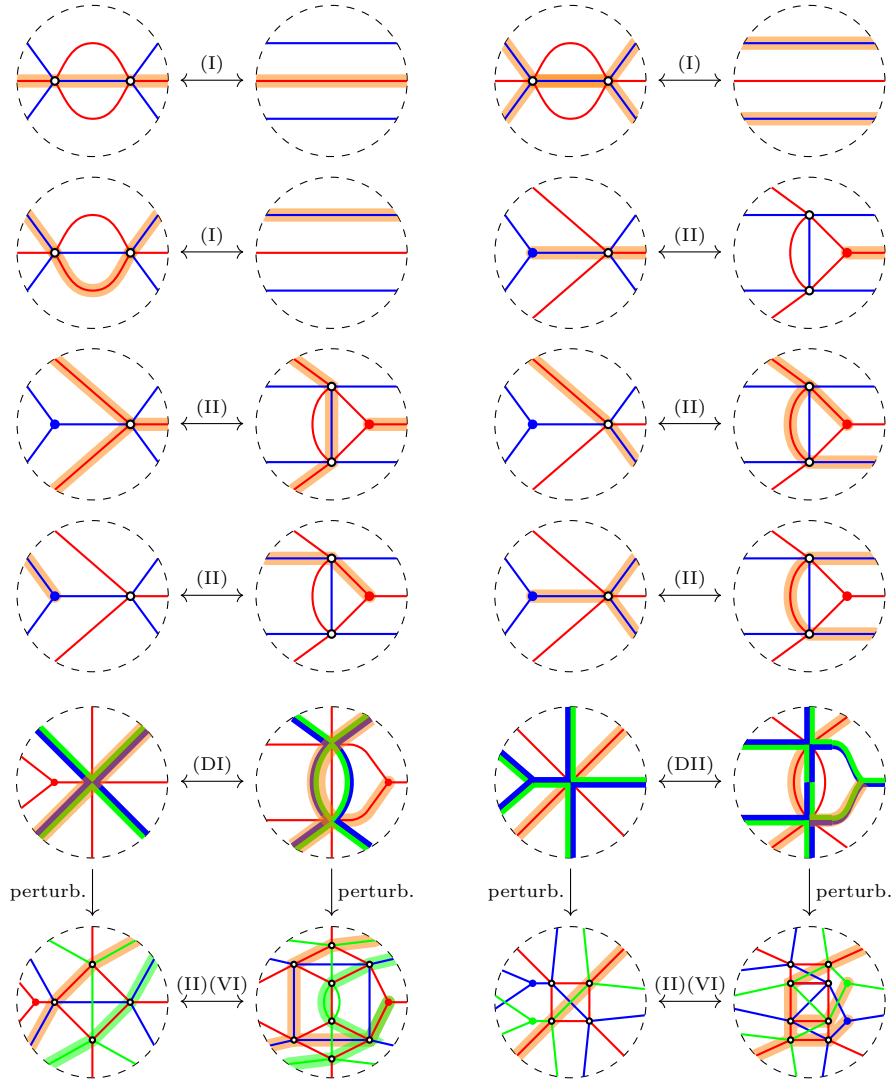 (I) (I)
(I) (II)
(II) (II)
(II) (II)
(DI) (DII)
perturb. perturb. perturb. perturb.
(II)(VI) (II)(VI)